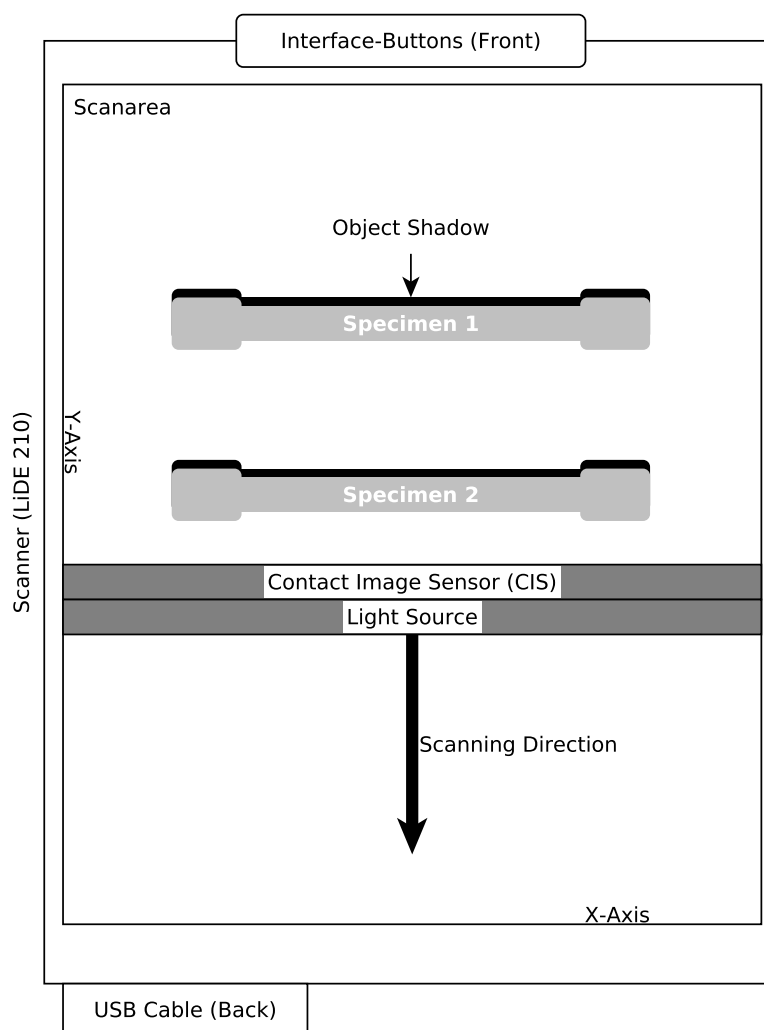 Interface-Buttons (Front)
Scanarea
Object Shadow
Specimen 1
Y-Axis
Scanner (LiDE 210)
Specimen 2
Contact Image Sensor (CIS)
Light Source
Scanning Direction
X-Axis
USB Cable (Back)